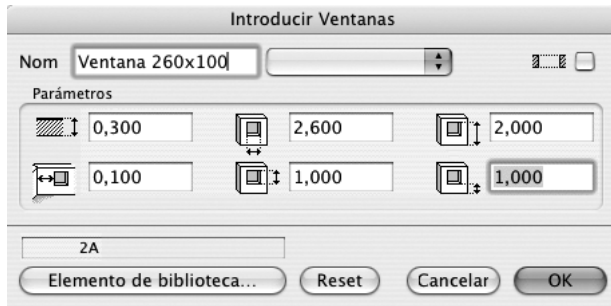 Introducir Ventanas
Nom Ventana 260x100
Parámetros
0,300 2,600 2,000
0,100 1,000 1,000
2A
Elemento de biblioteca... Reset Cancelar OK